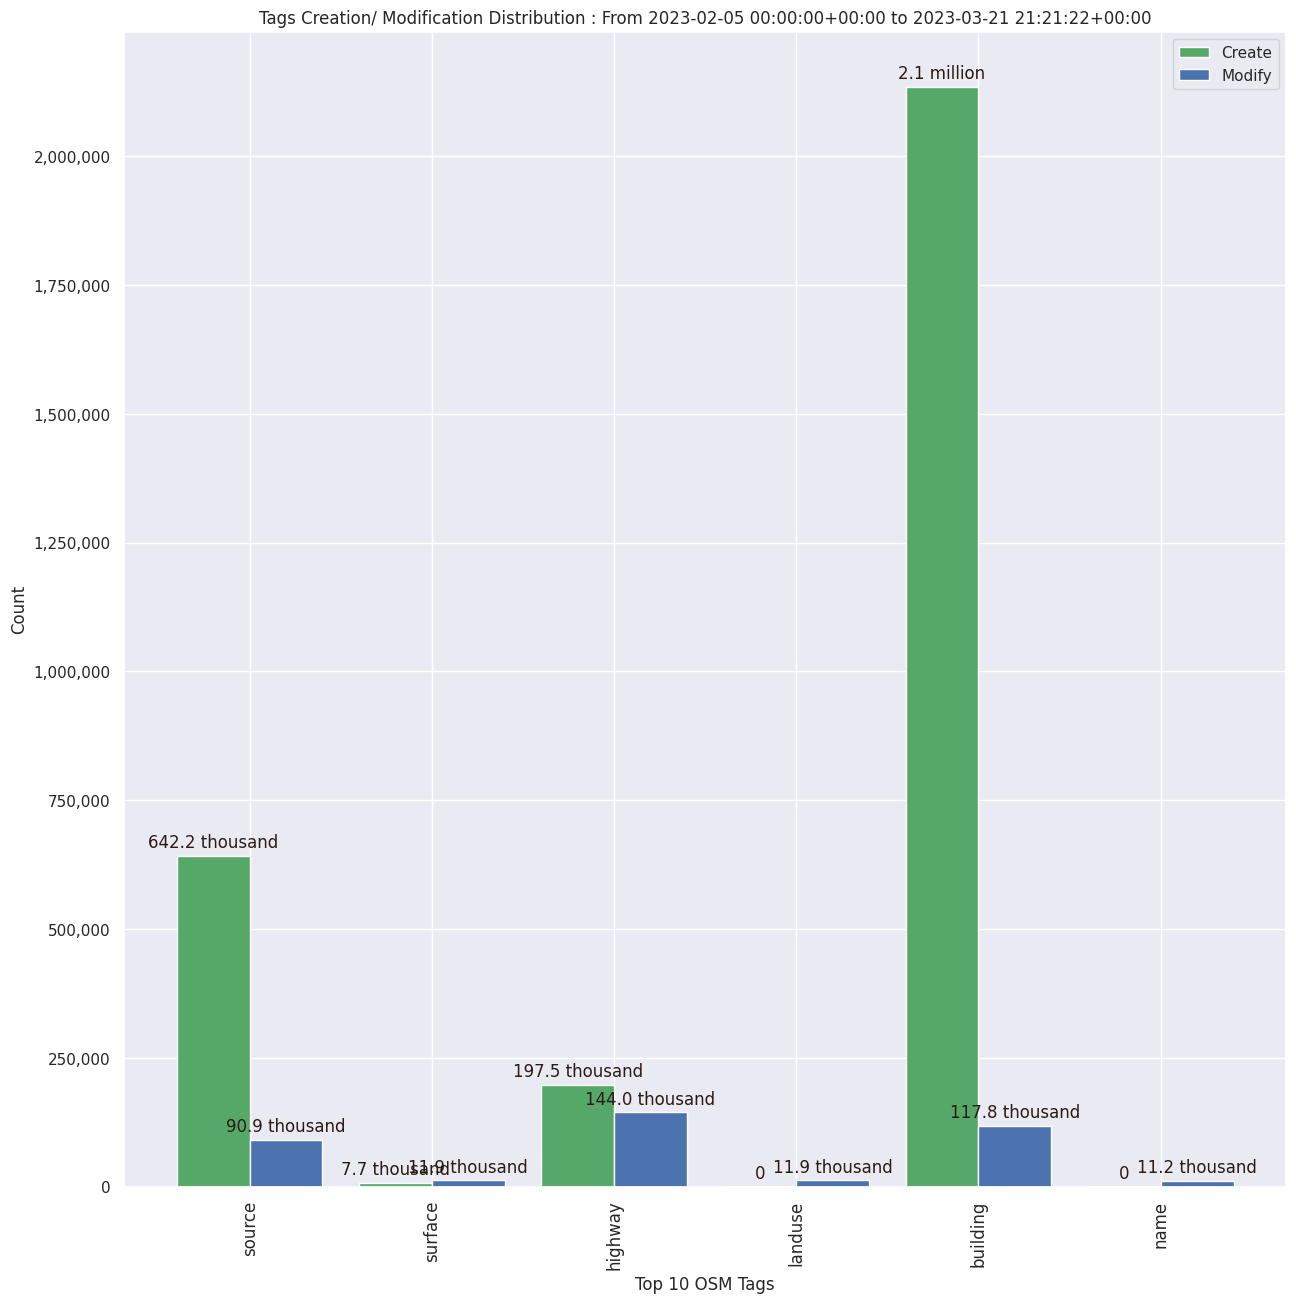 Tags Creation/ Modification Distribution : From 2023-02-05 00:00:00+00:00 to 2023-03-21 21:21:22+00:00
Create
Modify
2.1 million
2,000,000
1,750,000
1,500,000
1,250,000
1,000,000
750,000
500,000
250,000
0
Count
642.2 thousand
90.9 thousand
7.7 thousand
11.9 thousand
197.5 thousand
144.0 thousand
0
11.9 thousand
117.8 thousand
0
11.2 thousand
source
surface
highway
landuse
building
name
Top 10 OSM Tags